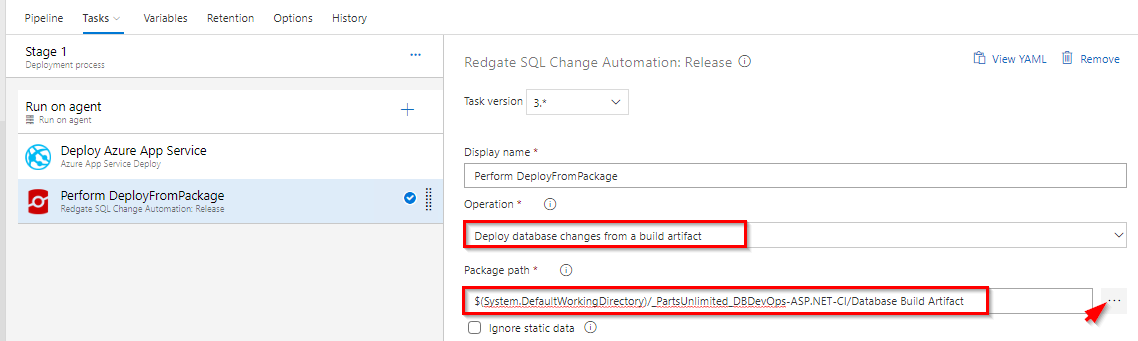 Pipeline Tasks Variables Retention Options History
Stage 1
Deployment process
Run on agent
Run on agent
Deploy Azure App Service
Azure App Service Deploy
Perform DeployFromPackage
Redgate SQL Change Automation: Release
Redgate SQL Change Automation: Release
View YAML Remove
Task version 3.*
Display name *
Perform DeployFromPackage
Operation *
Deploy database changes from a build artifact
Package path *
$(System.DefaultWorkingDirectory)/_PartsUnlimited_DBDevOps-ASP.NET-CI/Database Build Artifact
Ignore static data